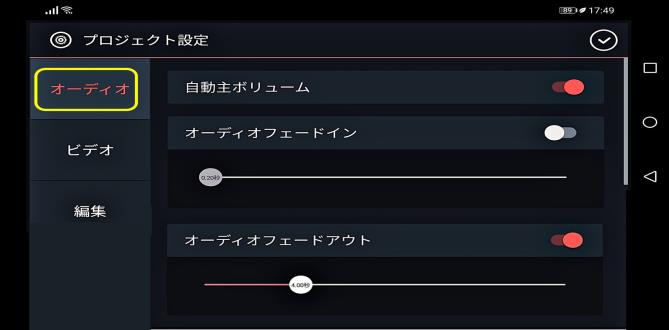 89 17:49
プロジェクト設定
オーディオ
自動主ボリューム
オーディオフェードイン
ビデオ
0.20秒
編集
オーディオフェードアウト
4.00秒